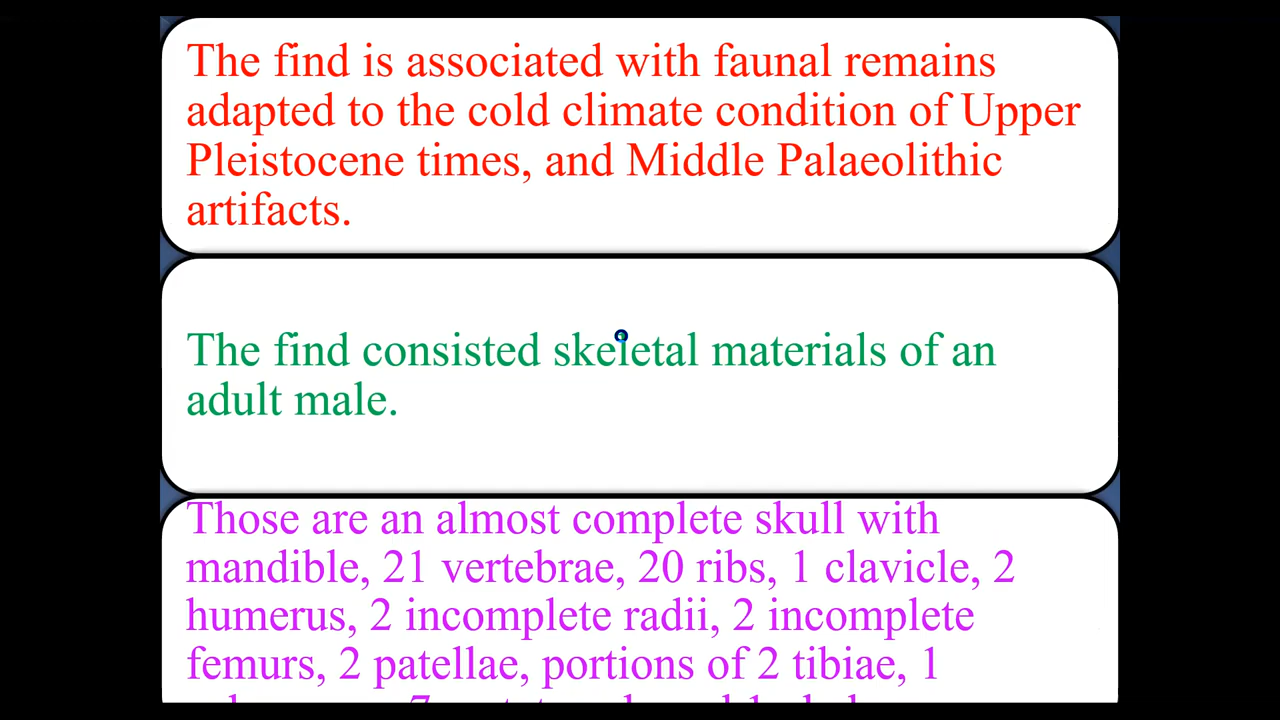 The find is associated with faunal remains
adapted to the cold climate condition of Upper
Pleistocene times, and Middle Palaeolithic
artifacts.
The find consisted skeletal materials of an
adult male.
Those are an almost complete skull with
mandible, 21 vertebrae, 20 ribs, 1 clavicle, 2
humerus, 2 incomplete radii, 2 incomplete
femurs, 2 patellae, portions of 2 tibiae, 1